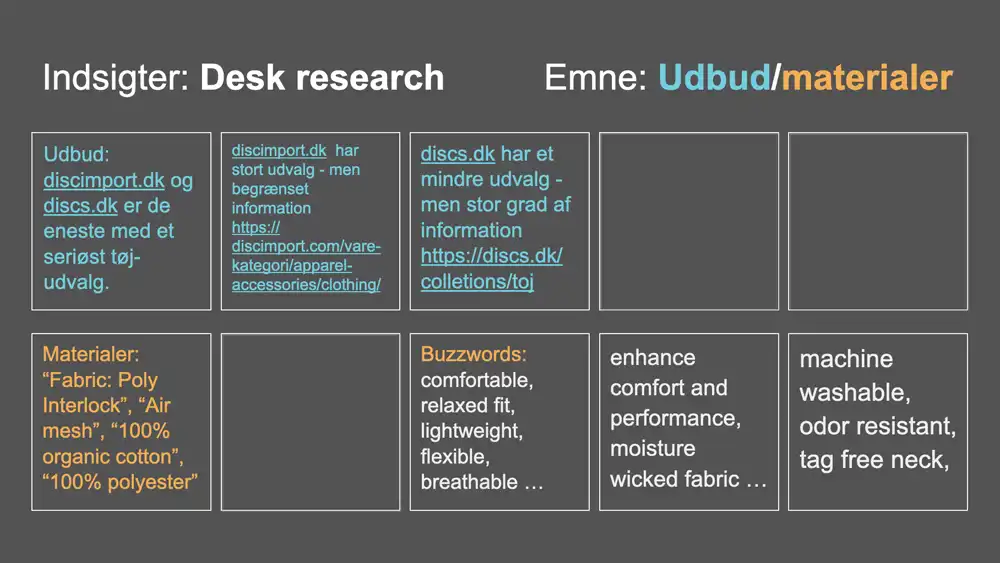 Indsigter: Desk research
Emne: Udbud/materialer
Udbud:
discimport.dk og
discs.dk er de
eneste med et
seriøst tøj-
udvalg.
discimport.dk har
stort udvalg - men
begrænset
information
https://
discimport.com/vare-
kategori/apparel-
accessories/clothing/
discs.dk har et
mindre udvalg -
men stor grad af
information
https://discs.dk/
colletions/toj
Materialer:
“Fabric: Poly
Interlock”, “Air
mesh”, “100%
organic cotton”,
“100% polyester”
Buzzwords:
comfortable,
relaxed fit,
lightweight,
flexible,
breathable …
enhance
comfort and
performance,
moisture
wicked fabric …
machine
washable,
odor resistant,
tag free neck,